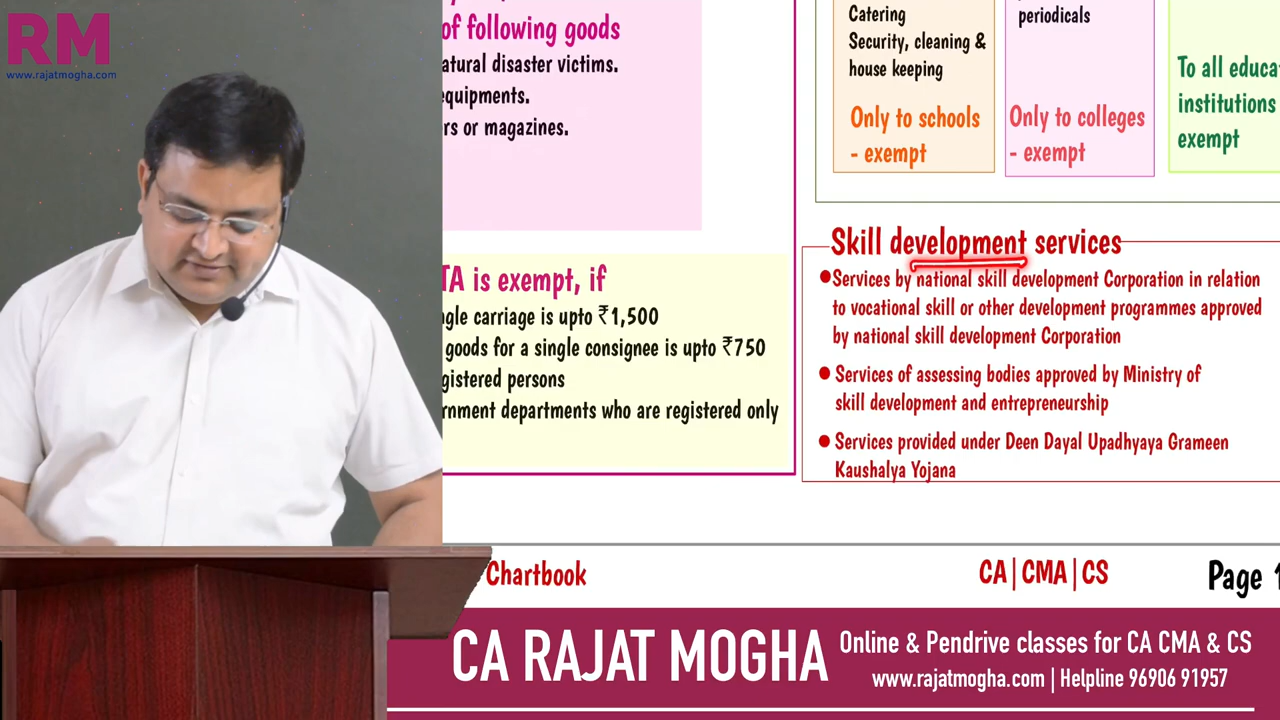 RM
www.rajatmogha.com
of following goods
natural disaster victims.
equipments.
rs or magazines.
TA is exempt, if
ngle carriage is upto ₹1,500
goods for a single consignee is upto ₹750
gistered persons
rnment departments who are registered only
Catering
Security, cleaning &
house keeping
Only to schools
- exempt
periodicals
Only to colleges
- exempt
To all educa
institutions
exempt
Skill development services
●Services by national skill development Corporation in relation
to vocational skill or other development programmes approved
by national skill development Corporation
● Services of assessing bodies approved by Ministry of
skill development and entrepreneurship
● Services provided under Deen Dayal Upadhyaya Grameen
Kaushalya Yojana
Chartbook
CA|CMA|CS
Page 1
CA RAJAT MOGHA
Online & Pendrive classes for CA CMA & CS
www.rajatmogha.com | Helpline 96906 91957